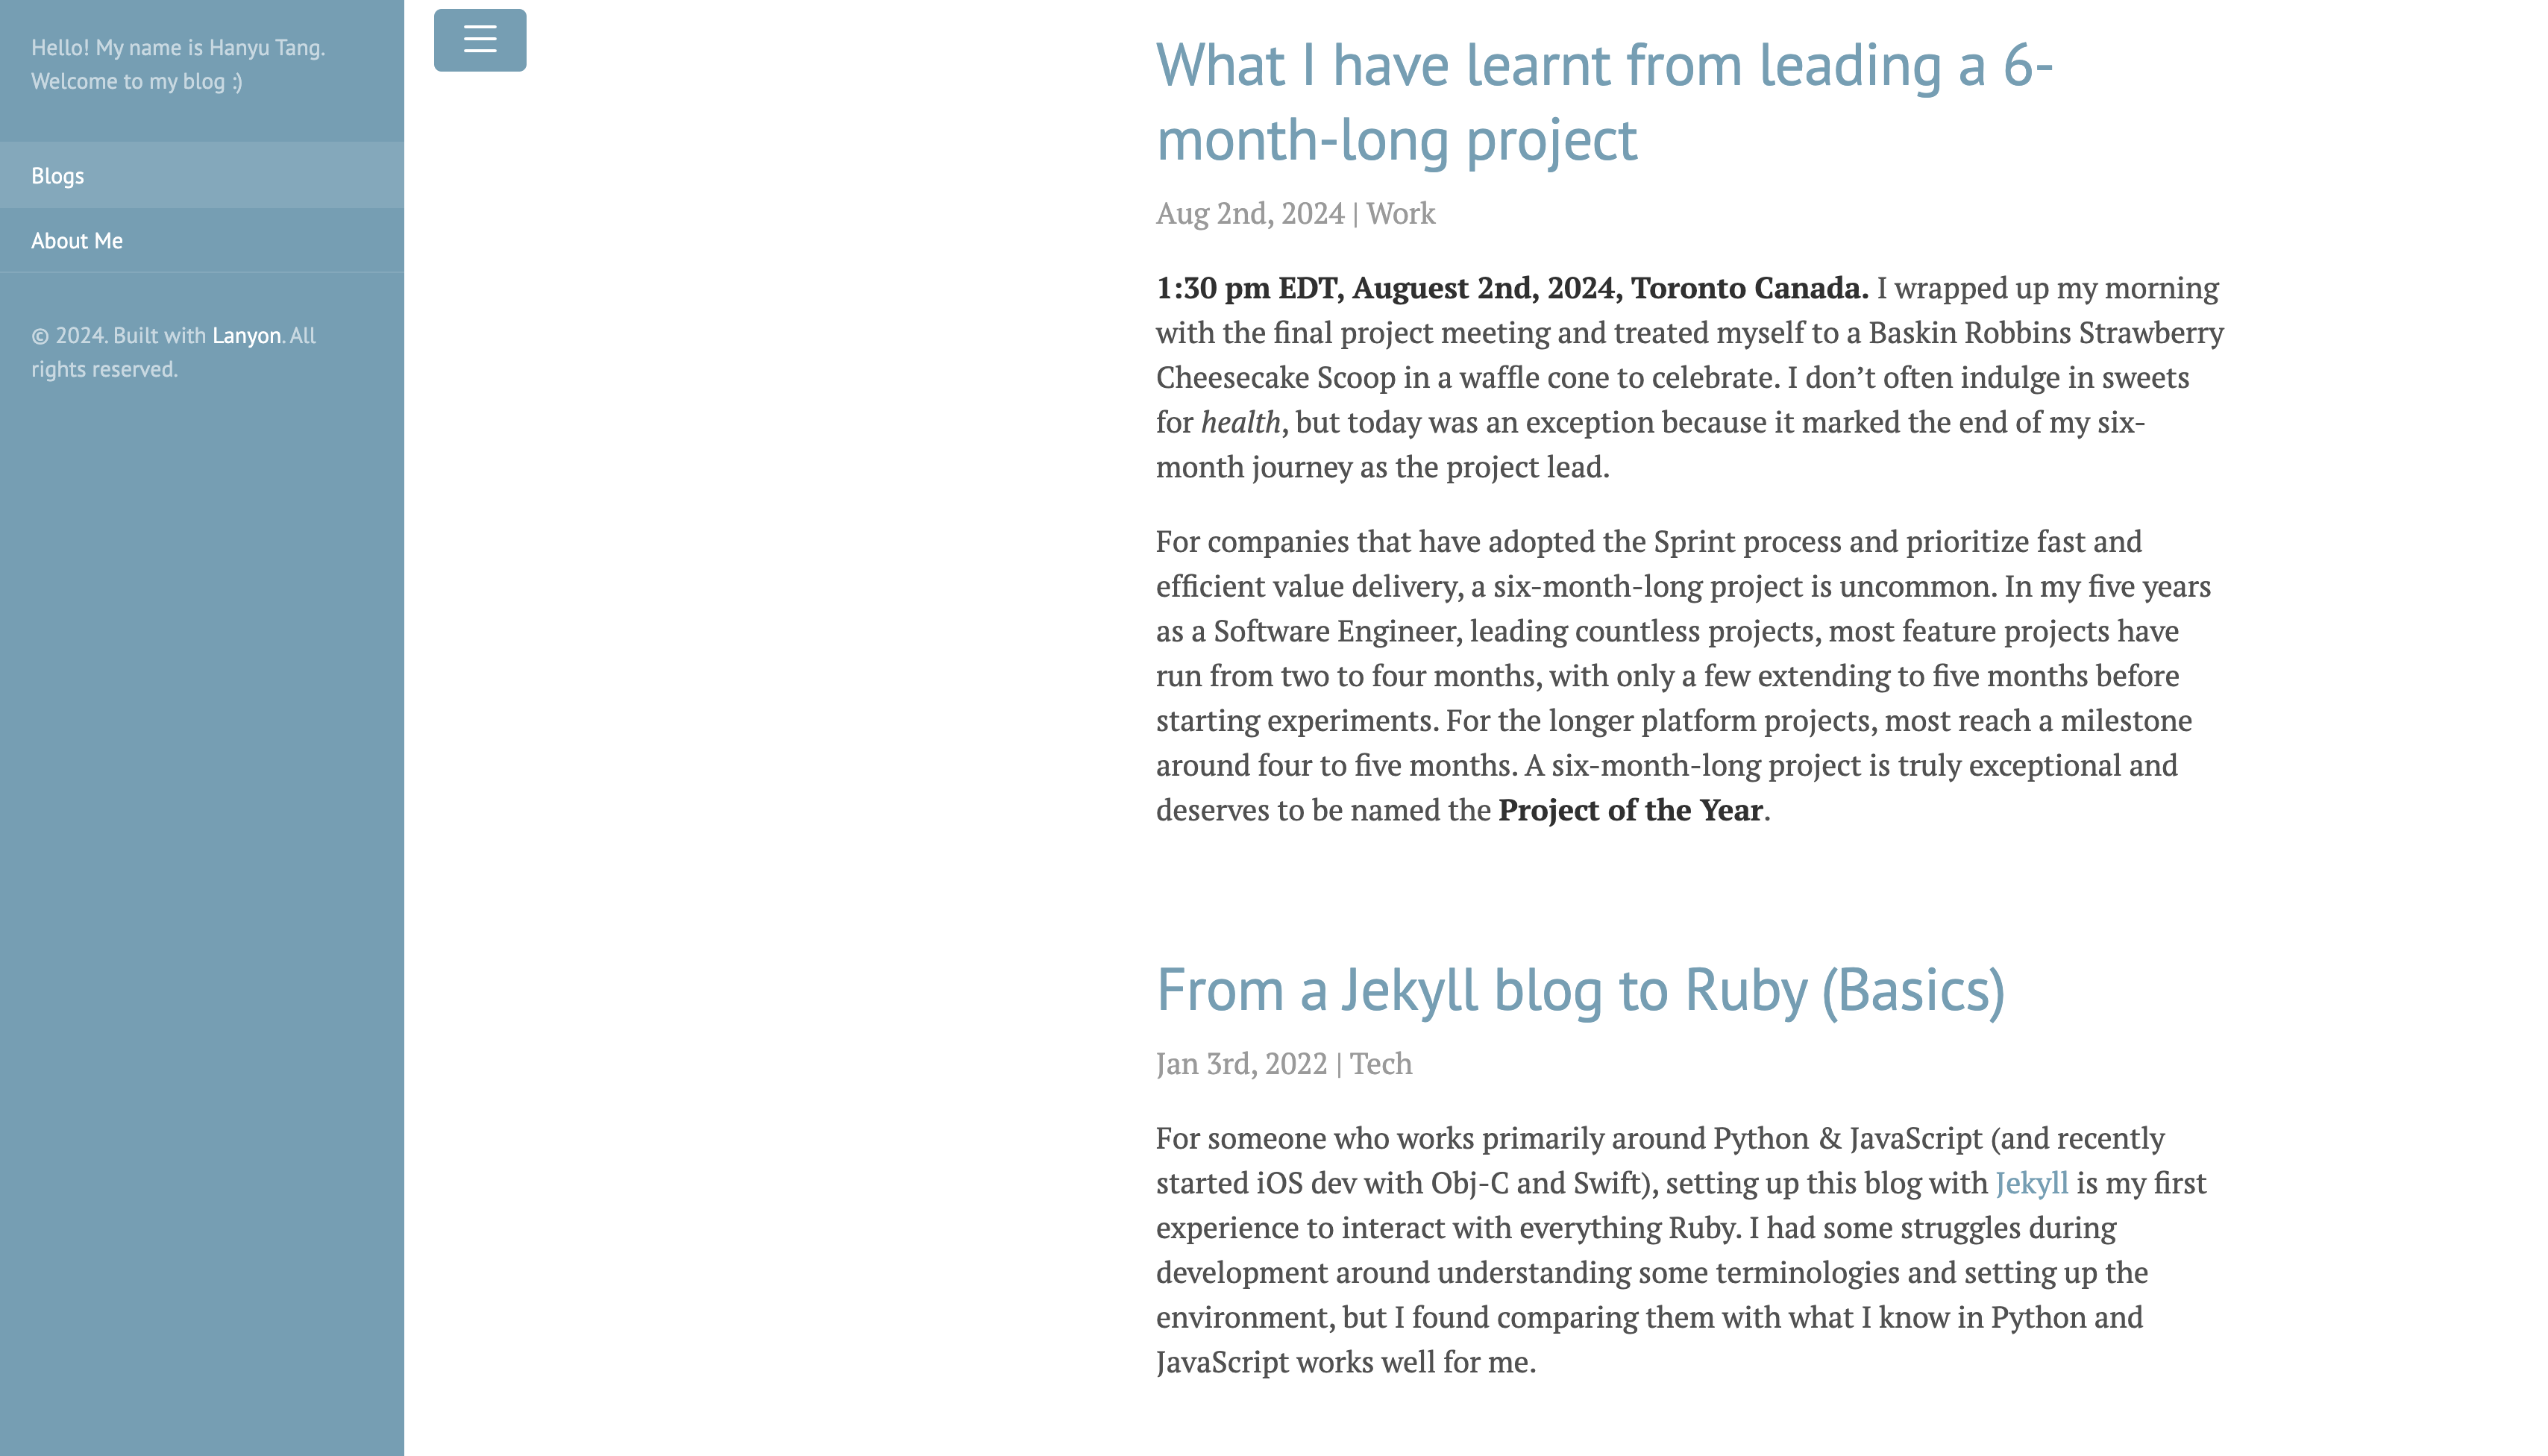 Hello! My name is Hanyu Tang.
Welcome to my blog :)
Blogs
About Me
© 2024. Built with Lanyon. All
rights reserved.
What I have learnt from leading a 6-
month-long project
Aug 2nd, 2024 | Work
1:30 pm EDT, Auguest 2nd, 2024, Toronto Canada. I wrapped up my morning
with the final project meeting and treated myself to a Baskin Robbins Strawberry
Cheesecake Scoop in a waffle cone to celebrate. I don’t often indulge in sweets
for health, but today was an exception because it marked the end of my six-
month journey as the project lead.
For companies that have adopted the Sprint process and prioritize fast and
efficient value delivery, a six-month-long project is uncommon. In my five years
as a Software Engineer, leading countless projects, most feature projects have
run from two to four months, with only a few extending to five months before
starting experiments. For the longer platform projects, most reach a milestone
around four to five months. A six-month-long project is truly exceptional and
deserves to be named the Project of the Year.
From a Jekyll blog to Ruby (Basics)
Jan 3rd, 2022 | Tech
For someone who works primarily around Python & JavaScript (and recently
started iOS dev with Obj-C and Swift), setting up this blog with Jekyll is my first
experience to interact with everything Ruby. I had some struggles during
development around understanding some terminologies and setting up the
environment, but I found comparing them with what I know in Python and
JavaScript works well for me.